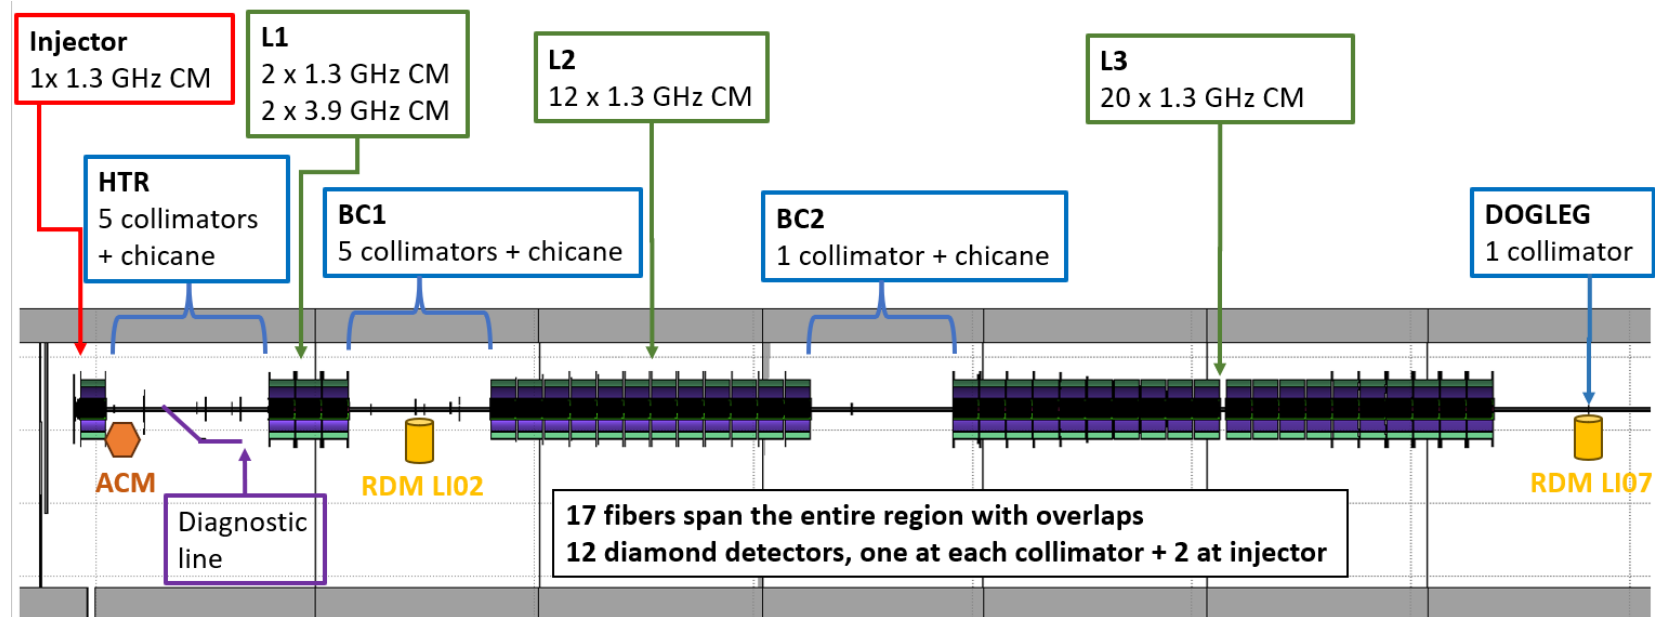 Injector
1x 1.3 GHz CM
L1
2 x 1.3 GHz CM
2 x 3.9 GHz CM
L2
12 x 1.3 GHz CM
L3
20 x 1.3 GHz CM
HTR
5 collimators
+ chicane
BC1
5 collimators + chicane
BC2
1 collimator + chicane
DOGLEG
1 collimator
ACM
RDM LI02
RDM LI07
Diagnostic
line
17 fibers span the entire region with overlaps
12 diamond detectors, one at each collimator + 2 at injector